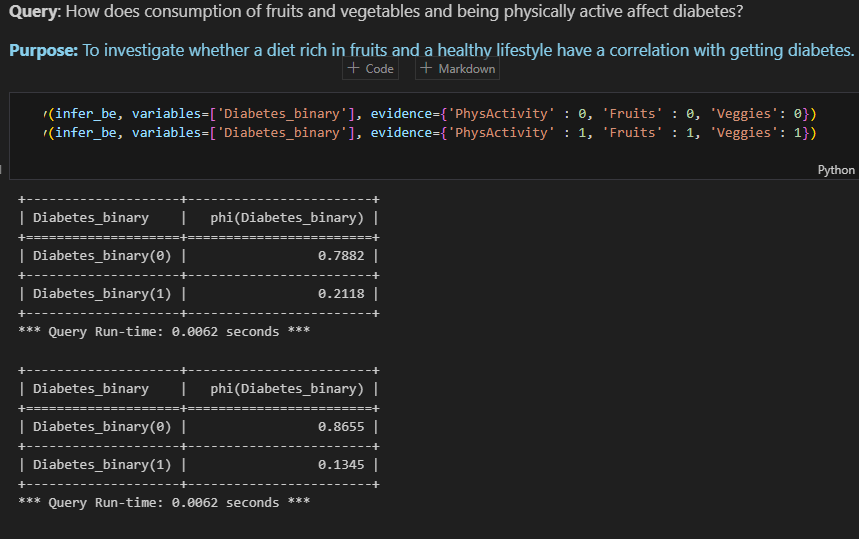 Query: How does consumption of fruits and vegetables and being physically active affect diabetes?
Purpose: To investigate whether a diet rich in fruits and a healthy lifestyle have a correlation with getting diabetes.
+ Code + Markdown
(infer_be, variables=['Diabetes_binary'], evidence={'PhysActivity' : 0, 'Fruits' : 0, 'Veggies': 0})
(infer_be, variables=['Diabetes_binary'], evidence={'PhysActivity' : 1, 'Fruits' : 1, 'Veggies': 1})
Python
+--------------------+------------------------+
| Diabetes_binary    |   phi(Diabetes_binary) |
+====================+========================+
| Diabetes_binary(0) |                 0.7882 |
+--------------------+------------------------+
| Diabetes_binary(1) |                 0.2118 |
+--------------------+------------------------+
*** Query Run-time: 0.0062 seconds ***
+--------------------+------------------------+
| Diabetes_binary    |   phi(Diabetes_binary) |
+====================+========================+
| Diabetes_binary(0) |                 0.8655 |
+--------------------+------------------------+
| Diabetes_binary(1) |                 0.1345 |
+--------------------+------------------------+
*** Query Run-time: 0.0062 seconds ***